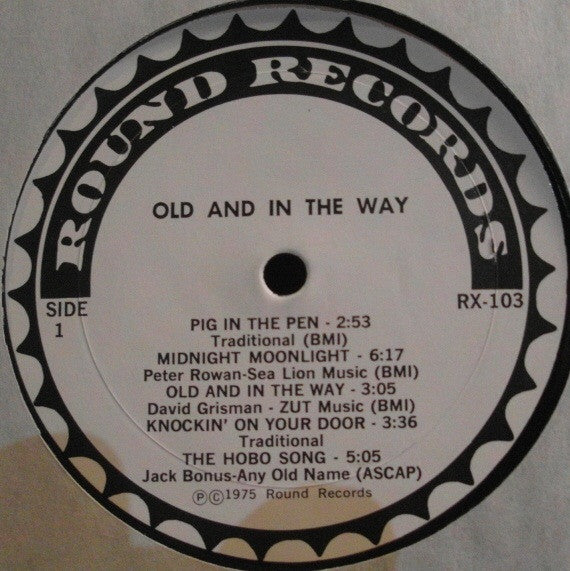 ROUND RECORDS
OLD AND IN THE WAY
SIDE 1
RX-103
PIG IN THE PEN - 2:53
Traditional (BMI)
MIDNIGHT MOONLIGHT - 6:17
Peter Rowan-Sea Lion Music (BMI)
OLD AND IN THE WAY - 3:05
David Grisman - ZUT Music (BMI)
KNOCKIN' ON YOUR DOOR - 3:36
Traditional
THE HOBO SONG - 5:05
Jack Bonus-Any Old Name (ASCAP)
Ⓟ©1975 Round Records